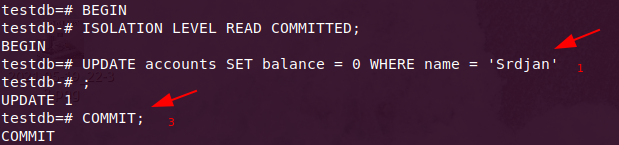 testdb=# BEGIN
testdb-# ISOLATION LEVEL READ COMMITTED;
BEGIN
testdb=# UPDATE accounts SET balance = 0 WHERE name = 'Srdjan'
1
testdb-# ;
UPDATE 1
testdb=# COMMIT;
3
COMMIT